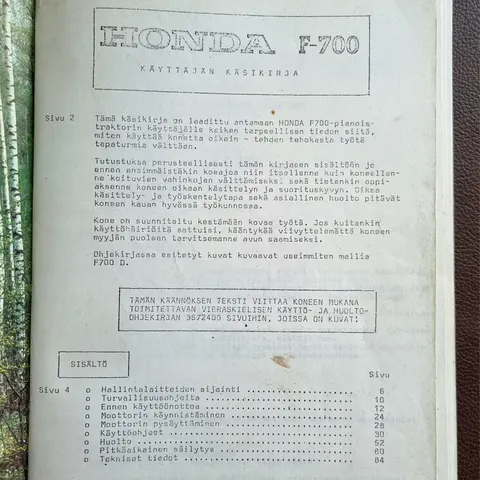 HONDA F-700
KÄYTTÄJÄN KÄSIKIRJA
Sivu 2 Tämä käsikirja on laadittu antamaan HONDA F700-pienois-
traktorin käyttäjälle kaiken tarpeellisen tiedon siitä,
miten käyttää konetta oikein - tehden tehokasta työtä
tapaturmia välttäen.
Tutustukaa perusteellisesti tämän kirjasen sisältöön jo
ennen ensimmäistäkin koeajoa niin itsellenne kuin koneellen-
ne koituvien vahinkojen välttämiseksi sekä tietenkin oppi-
aksenne koneen oikean käsittelyn ja suorituskyvyn. Oikea
käsittely- ja työskentelytapa sekä asiallinen huolto pitävät
koneen kauan hyvässä työkunnossa.
Kone on suunniteltu kestämään kovaa työtä. Jos kuitenkin
käyttöhäiriöitä sattuisi, kääntykää viivyttelemättä koneen
myyjän puoleen tarvitsemanne avun saamiseksi.
Ohjekirjassa esitetyt kuvat kuvaavat useimmiten mallia
F700 D.
TÄMÄN KÄÄNNÖKSEN TEKSTI VIITTAA KONEEN MUKANA
TOIMITETTAVAN VIERASKIELISEN KÄYTTÖ- JA HUOLTO-
OHJEKIRJAN 3672400 SIVUIHIN, JOISSA ON KUVAT!
SISÄLTÖ
Sivu
Sivu 4 o Hallintalaitteiden sijainti ..................... 6
o Turvallisuusohjeita ..................... 10
o Ennen käyttöönottoa ..................... 12
o Moottorin käynnistäminen ..................... 24
o Moottorin pysäyttäminen ..................... 28
o Käyttöohjeet ..................... 30
o Huolto ..................... 52
o Pitkäaikainen säilytys ..................... 80
o Tekniset tiedot ..................... 84